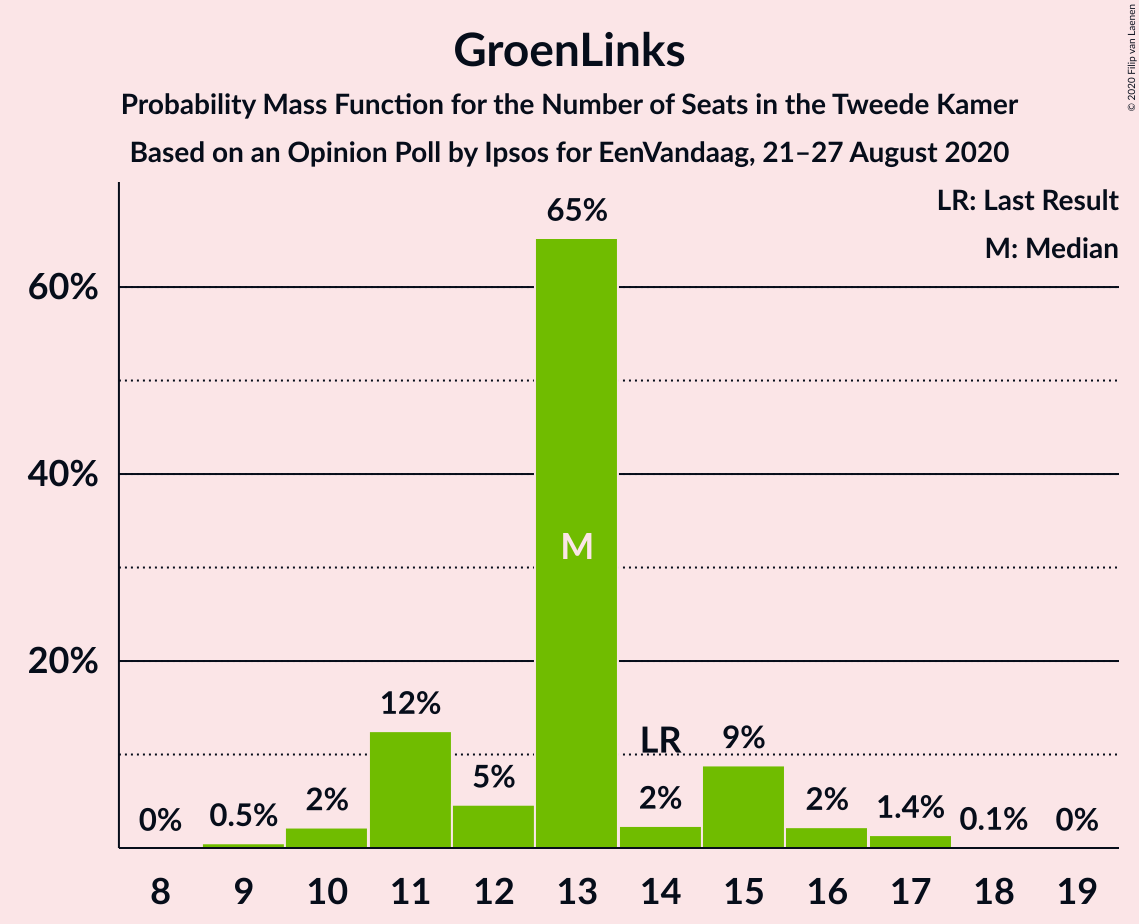 GroenLinks
Probability Mass Function for the Number of Seats in the Tweede Kamer
Based on an Opinion Poll by Ipsos for EenVandaag, 21–27 August 2020
© 2020 Filip van Laenen
LR: Last Result
M: Median
60%
40%
20%
0%
0.5%
2%
12%
5%
65%
M
LR
2%
9%
2%
1.4%
0.1%
0%
8 9 10 11 12 13 14 15 16 17 18 19